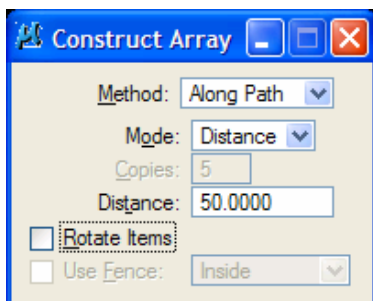 Construct Array
Method: Along Path
Mode: Distance
Copies: 5
Distance: 50.0000
Rotate Items
Use Fence: Inside